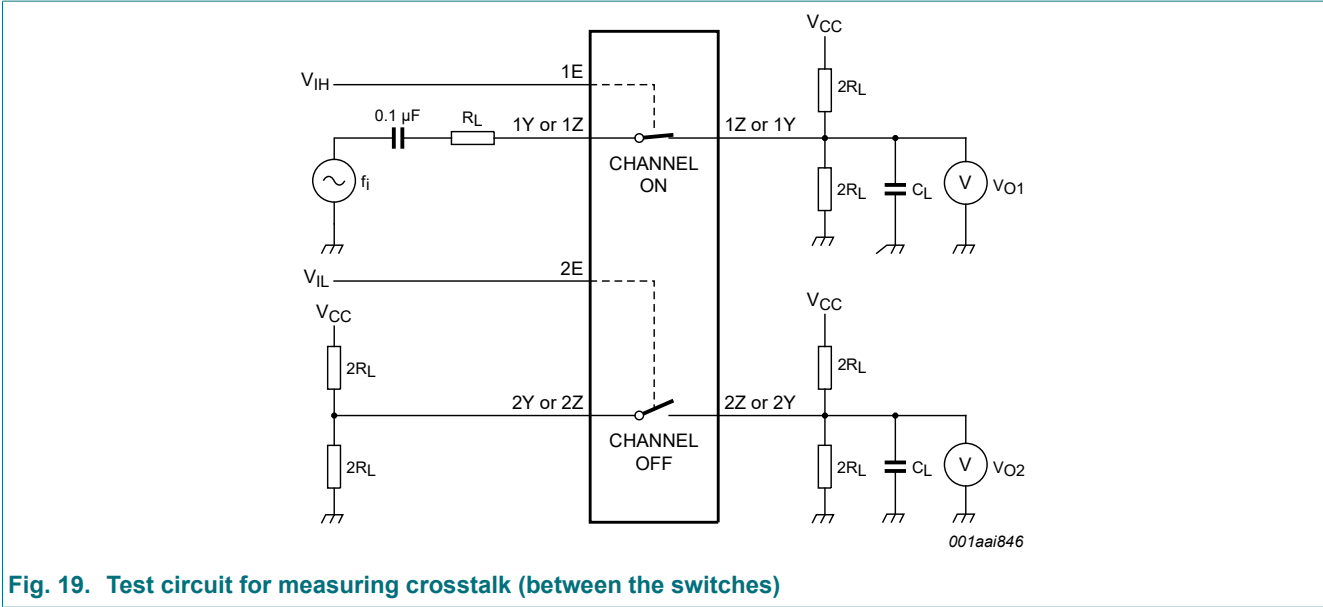 VCC
1E
VIH
2RL
0.1 µF
RL
1Y or 1Z
1Z or 1Y
CHANNEL
ON
fi
2RL
CL
V
VO1
2E
VIL
VCC
VCC
2RL
2RL
2Y or 2Z
2Z or 2Y
CHANNEL
OFF
2RL
2RL
CL
V
VO2
001aai846
Fig. 19. Test circuit for measuring crosstalk (between the switches)